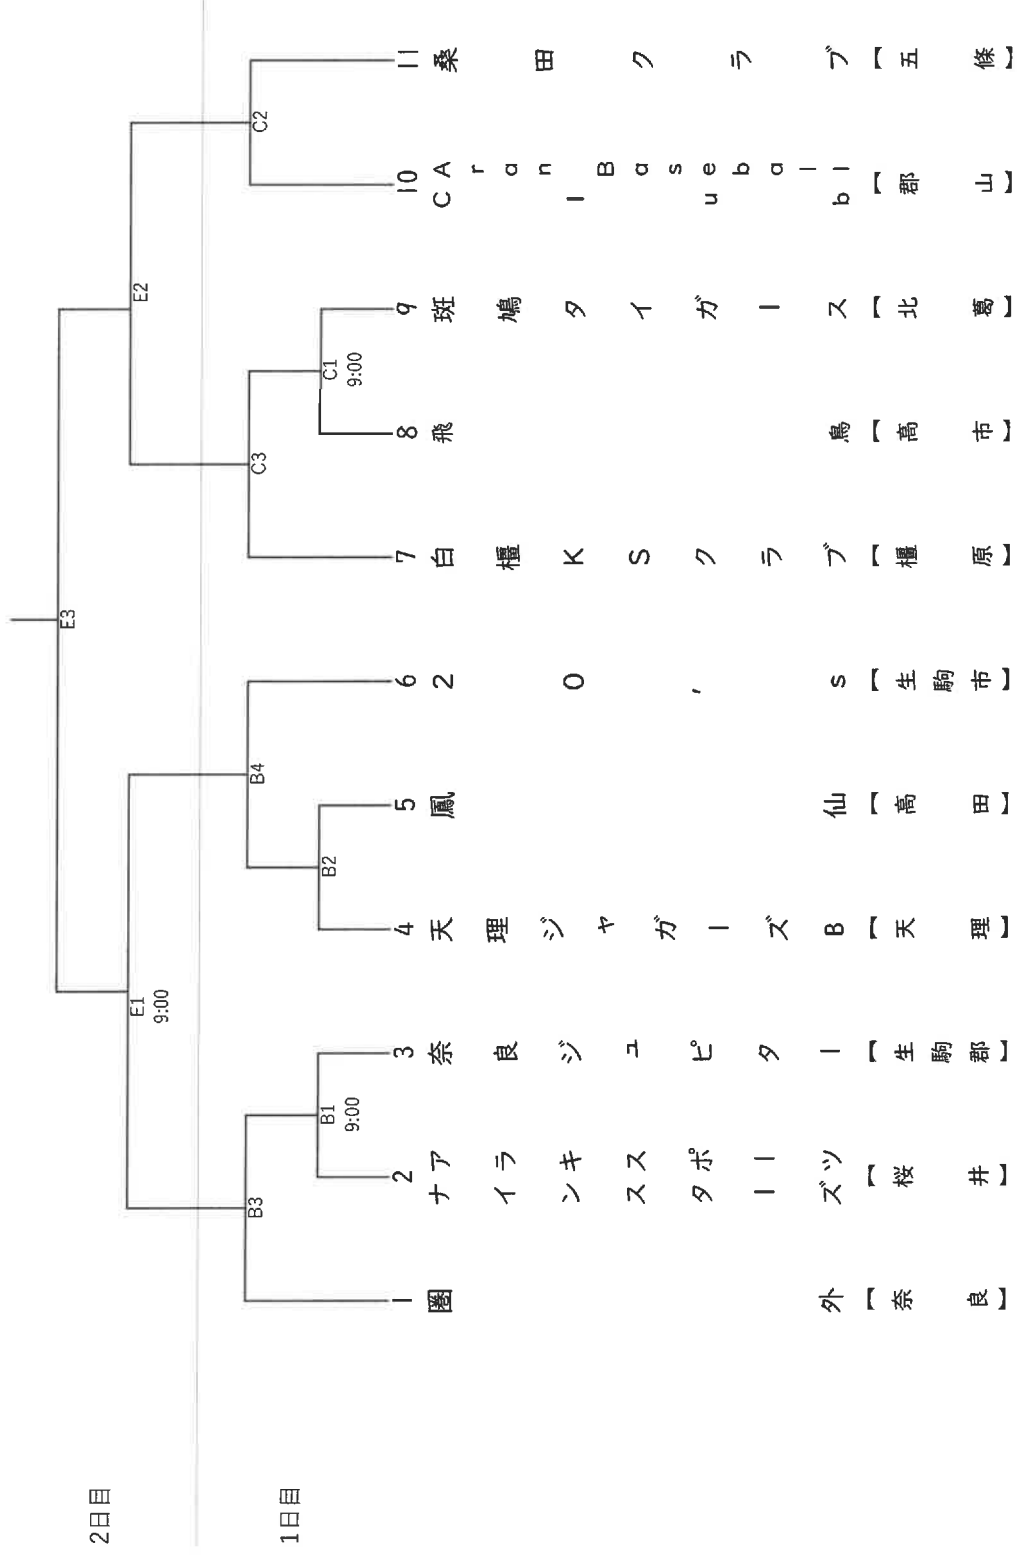 2日目
1日目
E3
E1
9:00
E2
B3
B4
C3
C2
B1
9:00
B2
C1
9:00
1
圏外
【奈良】
2
アラキスポーツ
ナインスターズ
【桜井】
3
奈良ジュピター
【生駒郡】
4
天理ジャガーズB
【天理】
5
鳳仙
【高田】
6
20's
【生駒市】
7
白橿KSクラブ
【橿原】
8
飛鳥
【高市】
9
斑鳩タイガース
【北葛】
10
Aran Baseball
Club
【郡山】
11
桑田クラブ
【五條】